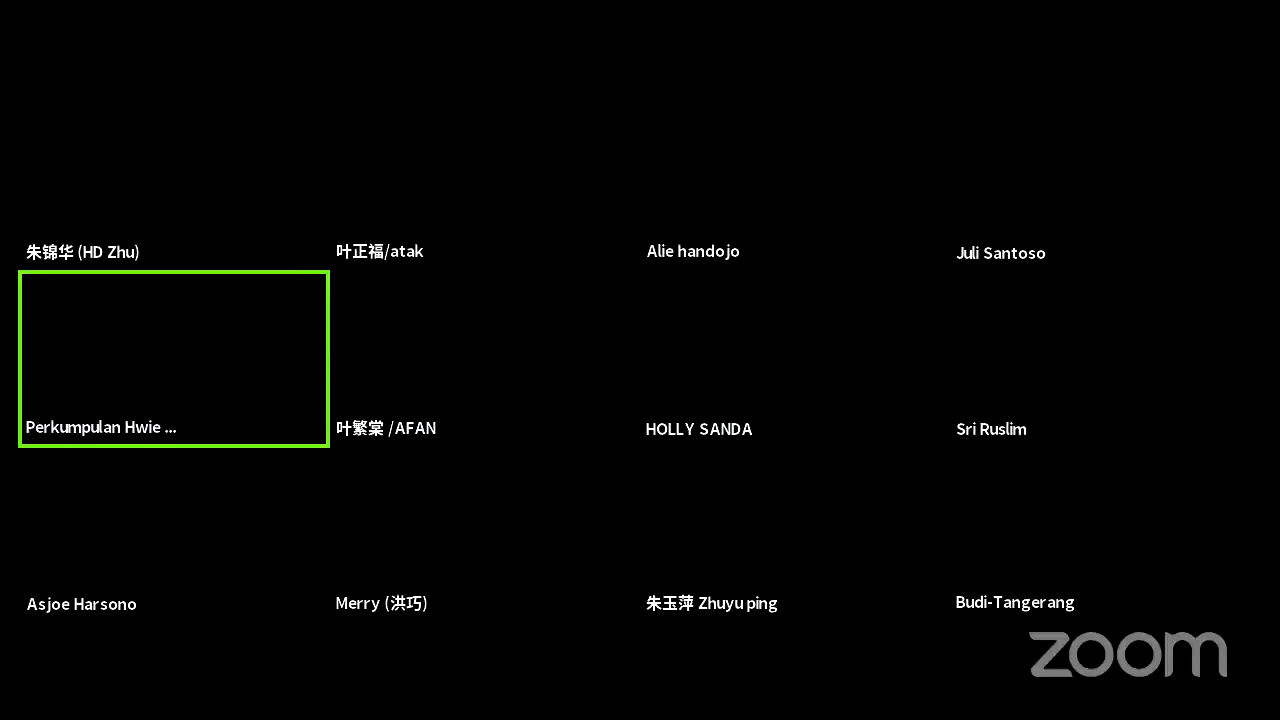 朱锦华 (HD Zhu)
叶正福/atak
Alie handojo
Juli Santoso
Perkumpulan Hwie ...
叶繁棠 /AFAN
HOLLY SANDA
Sri Ruslim
Asjoe Harsono
Merry (洪巧)
朱玉萍 Zhuyu ping
Budi-Tangerang
zoom